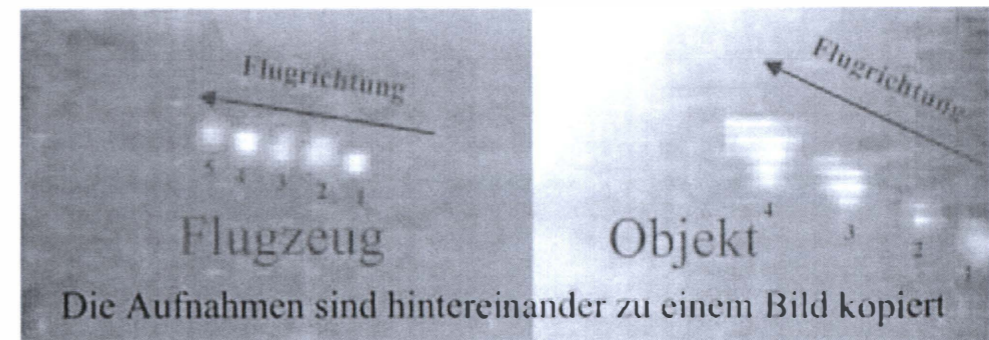 Flugrichtung
5 4 3 2 1
Flugzeug
Flugrichtung
4 3 2 1
Objekt
Die Aufnahmen sind hintereinander zu einem Bild kopiert